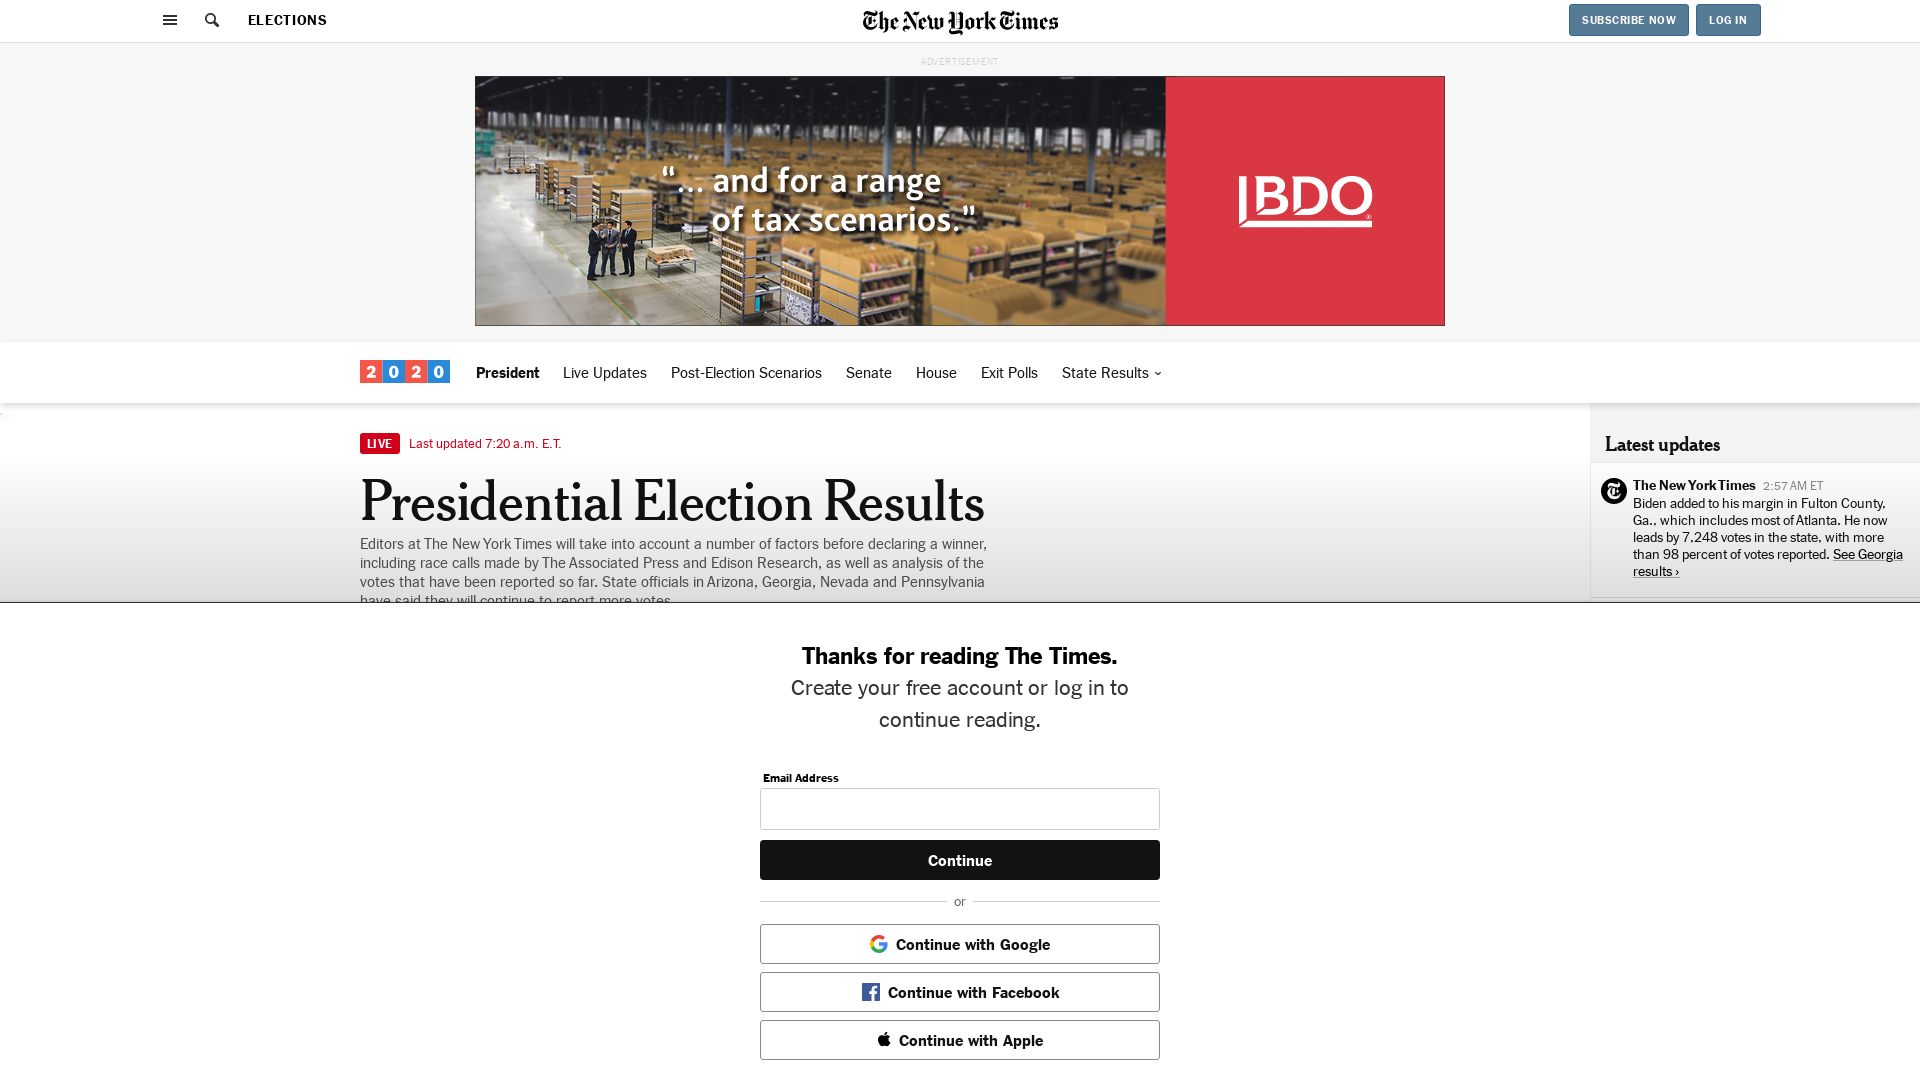 ELECTIONS
The New York Times
SUBSCRIBE NOW
LOG IN
ADVERTISEMENT
“... and for a range
of tax scenarios.”
BDO
2020
President
Live Updates
Post-Election Scenarios
Senate
House
Exit Polls
State Results
LIVE
Last updated 7:20 a.m. E.T.
Presidential Election Results
Editors at The New York Times will take into account a number of factors before declaring a winner,
including race calls made by The Associated Press and Edison Research, as well as analysis of the
votes that have been reported so far. State officials in Arizona, Georgia, Nevada and Pennsylvania
have said they will continue to report more votes.
Latest updates
The New York Times 2:57 AM ET
Biden added to his margin in Fulton County,
Ga., which includes most of Atlanta. He now
leads by 7,248 votes in the state, with more
than 98 percent of votes reported. See Georgia
results ›
Thanks for reading The Times.
Create your free account or log in to
continue reading.
Email Address
Continue
or
Continue with Google
Continue with Facebook
Continue with Apple